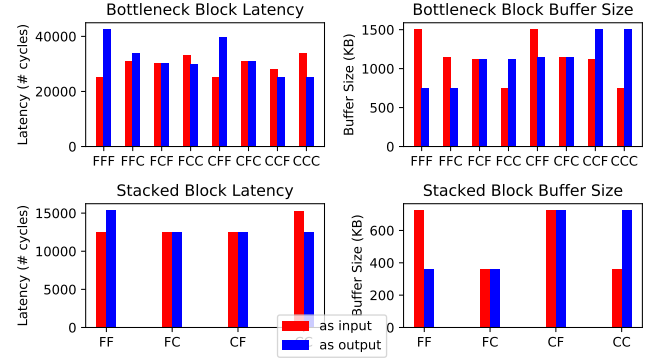 Bottleneck Block Latency
Latency (# cycles)
40000
20000
0
FFF FFC FCF FCC CFF CFC CCF CCC
Bottleneck Block Buffer Size
Buffer Size (KB)
1500
1000
500
0
FFF FFC FCF FCC CFF CFC CCF CCC
Stacked Block Latency
Latency (# cycles)
15000
10000
5000
0
FF FC CF CC
Stacked Block Buffer Size
Buffer Size (KB)
600
400
200
0
FF FC CF CC
as input
as output